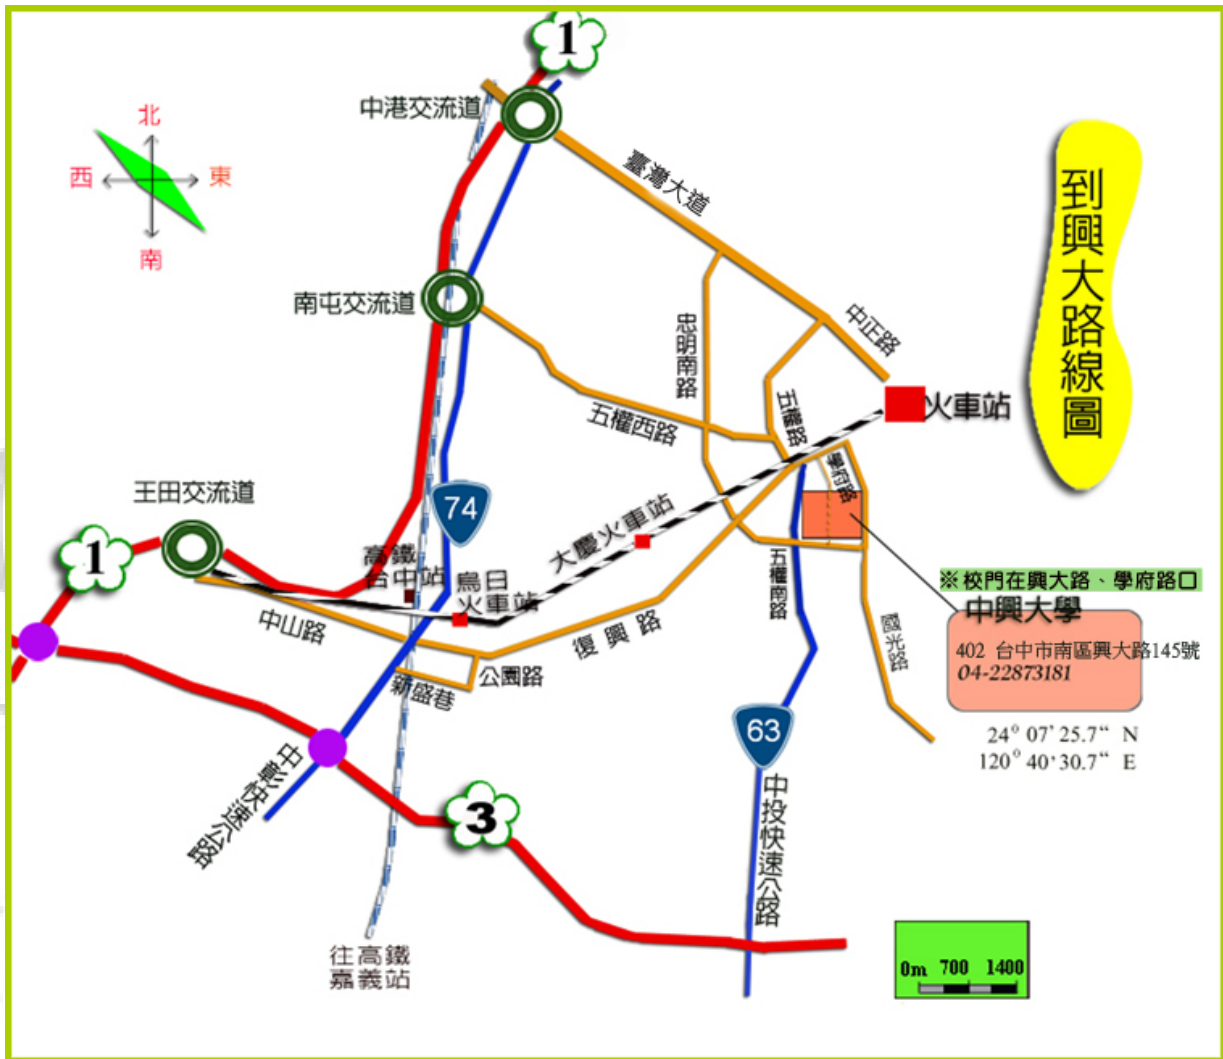 1
中港交流道
北
西
東
南
臺灣大道
到興大路線圖
南屯交流道
忠明南路
中正路
五權西路
五權路
火車站
學府路
王田交流道
74
1
大慶火車站
高鐵
台中站
烏日
火車站
五權南路
※校門在興大路、學府路口
中興大學
402 台中市南區興大路145號
04-22873181
中山路
復興路
國光路
公園路
新盛巷
24° 07' 25.7“ N
120° 40' 30.7“ E
63
中彰快速公路
3
中投快速公路
往高鐵
嘉義站
0m 700 1400